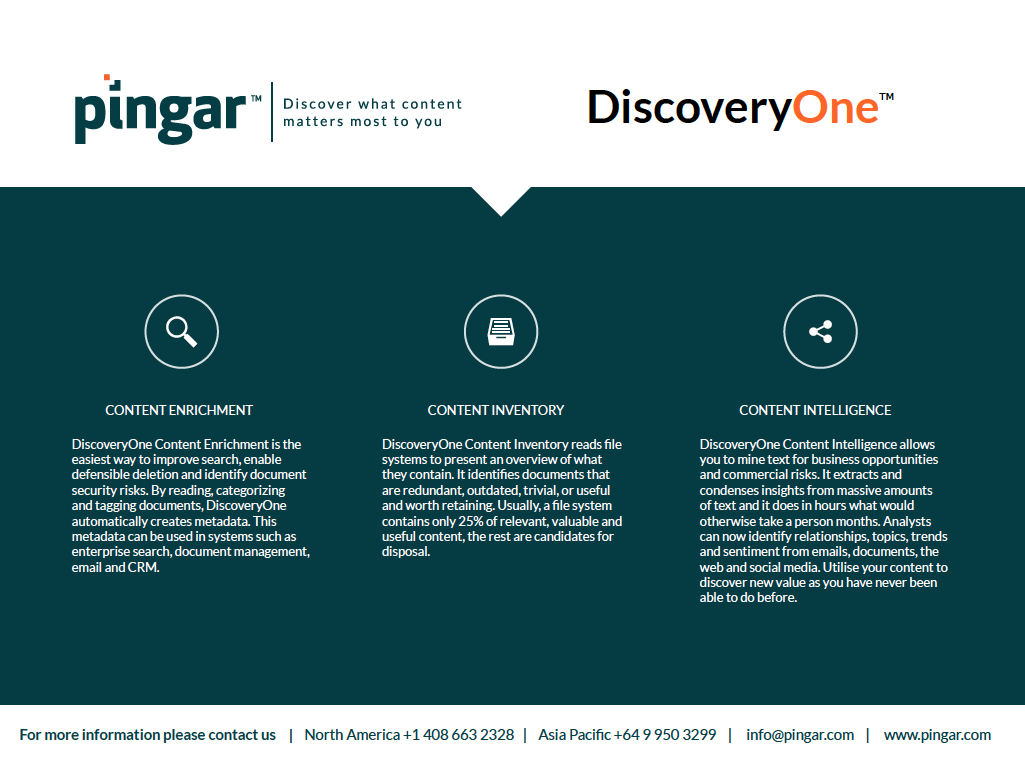 pingar™
Discover what content
matters most to you
DiscoveryOne™
CONTENT ENRICHMENT
DiscoveryOne Content Enrichment is the
easiest way to improve search, enable
defensible deletion and identify document
security risks. By reading, categorizing
and tagging documents, DiscoveryOne
automatically creates metadata. This
metadata can be used in systems such as
enterprise search, document management,
email and CRM.
CONTENT INVENTORY
DiscoveryOne Content Inventory reads file
systems to present an overview of what
they contain. It identifies documents that
are redundant, outdated, trivial, or useful
and worth retaining. Usually, a file system
contains only 25% of relevant, valuable and
useful content, the rest are candidates for
disposal.
CONTENT INTELLIGENCE
DiscoveryOne Content Intelligence allows
you to mine text for business opportunities
and commercial risks. It extracts and
condenses insights from massive amounts
of text and it does in hours what would
otherwise take a person months. Analysts
can now identify relationships, topics, trends
and sentiment from emails, documents, the
web and social media. Utilise your content to
discover new value as you have never been
able to do before.
For more information please contact us | North America +1 408 663 2328 | Asia Pacific +64 9 950 3299 | info@pingar.com | www.pingar.com